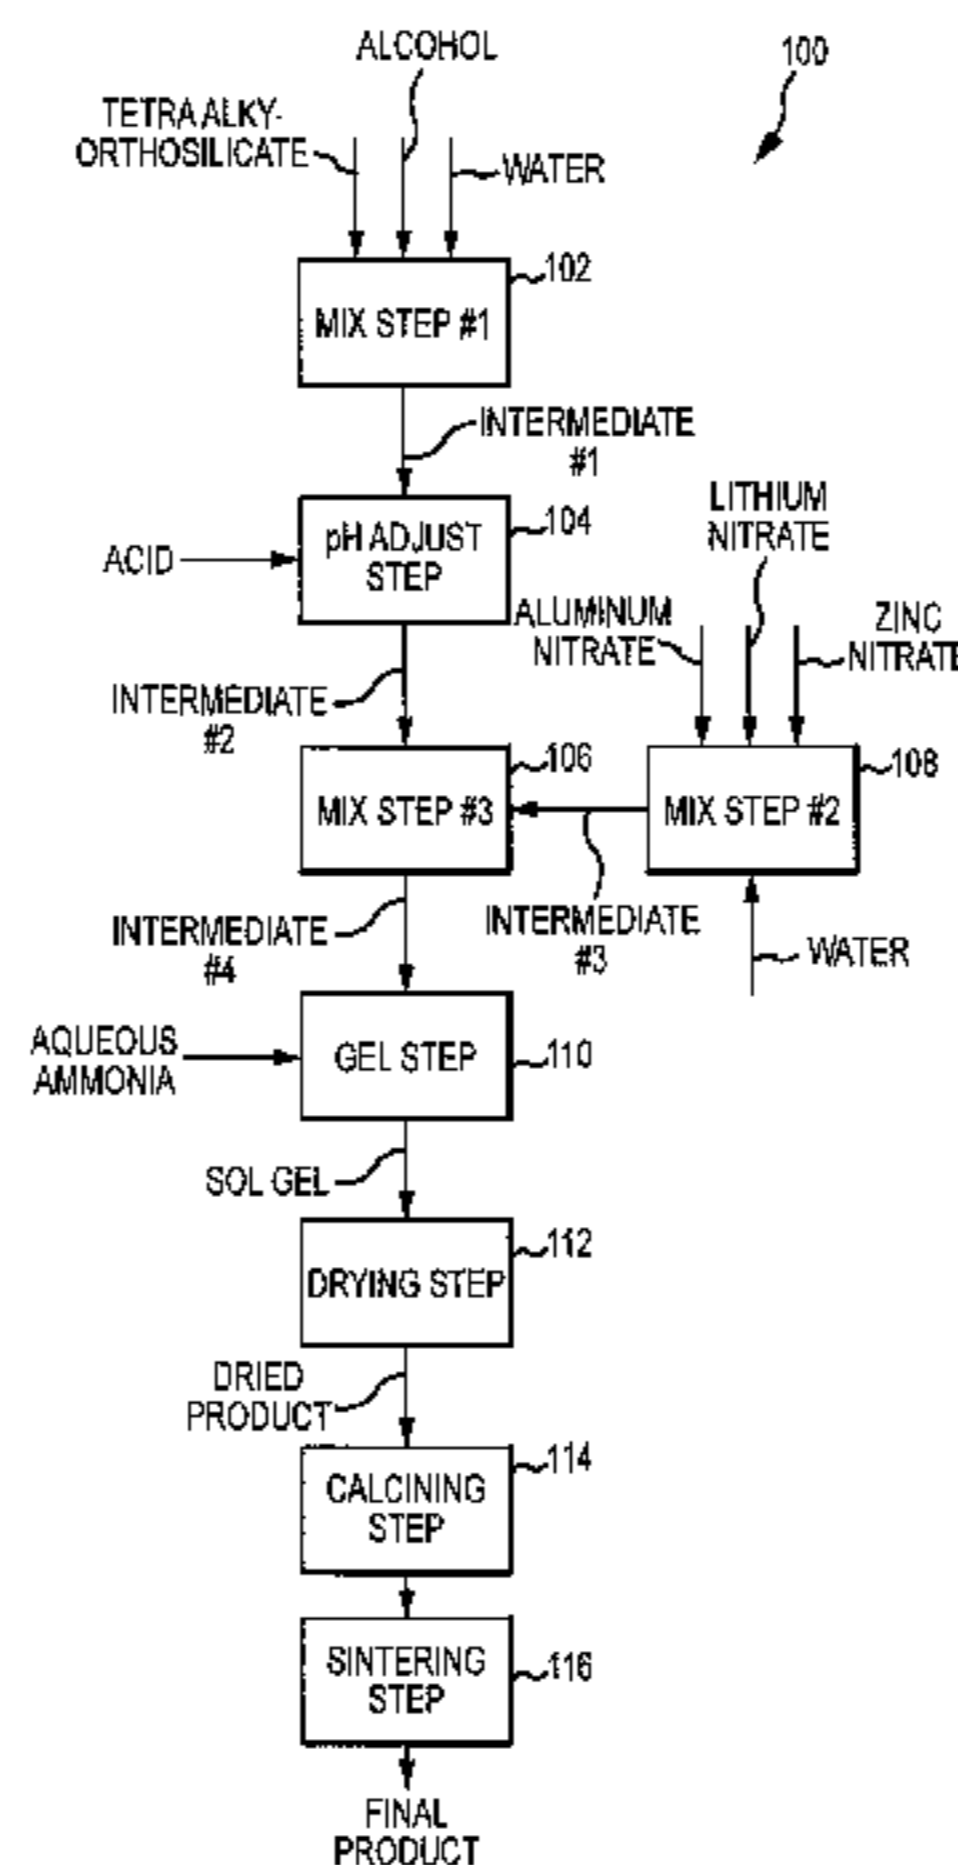 ALCOHOL
100
TETRA ALKY-
ORTHOSILICATE
WATER
102
MIX STEP #1
INTERMEDIATE
#1
LITHIUM
NITRATE
104
pH ADJUST
STEP
ACID
ALUMINUM
NITRATE
ZINC
NITRATE
INTERMEDIATE
#2
106
108
MIX STEP #3
MIX STEP #2
INTERMEDIATE
#4
INTERMEDIATE
#3
WATER
AQUEOUS
AMMONIA
GEL STEP
110
SOL GEL
112
DRYING STEP
DRIED
PRODUCT
114
CALCINING
STEP
SINTERING
STEP
116
FINAL
PRODUCT